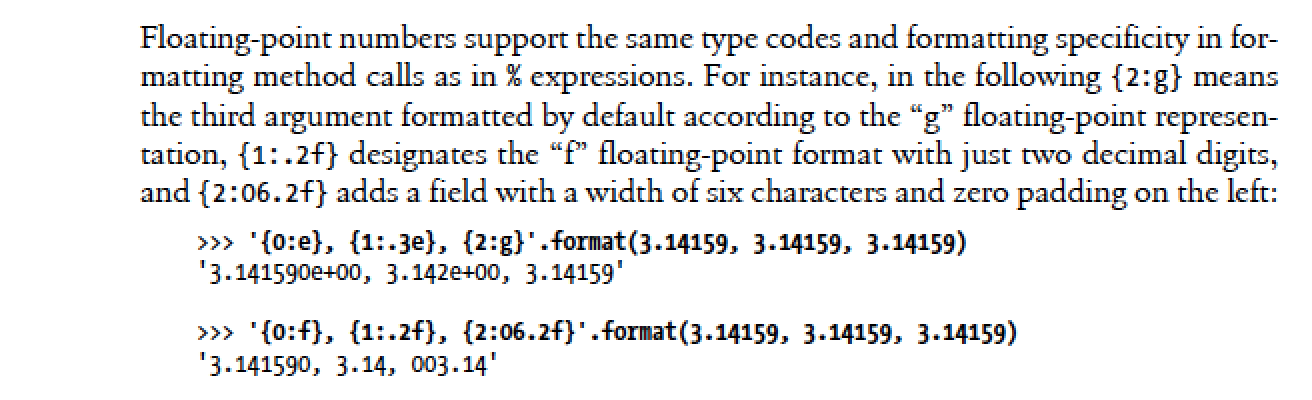 Floating-point numbers support the same type codes and formatting specificity in for-
matting method calls as in % expressions. For instance, in the following {2:g} means
the third argument formatted by default according to the “g” floating-point represen-
tation, {1:.2f} designates the “f” floating-point format with just two decimal digits,
and {2:06.2f} adds a field with a width of six characters and zero padding on the left:
>>> '{0:e}, {1:.3e}, {2:g}'.format(3.14159, 3.14159, 3.14159)
'3.141590e+00, 3.142e+00, 3.14159'
>>> '{0:f}, {1:.2f}, {2:06.2f}'.format(3.14159, 3.14159, 3.14159)
'3.141590, 3.14, 003.14'